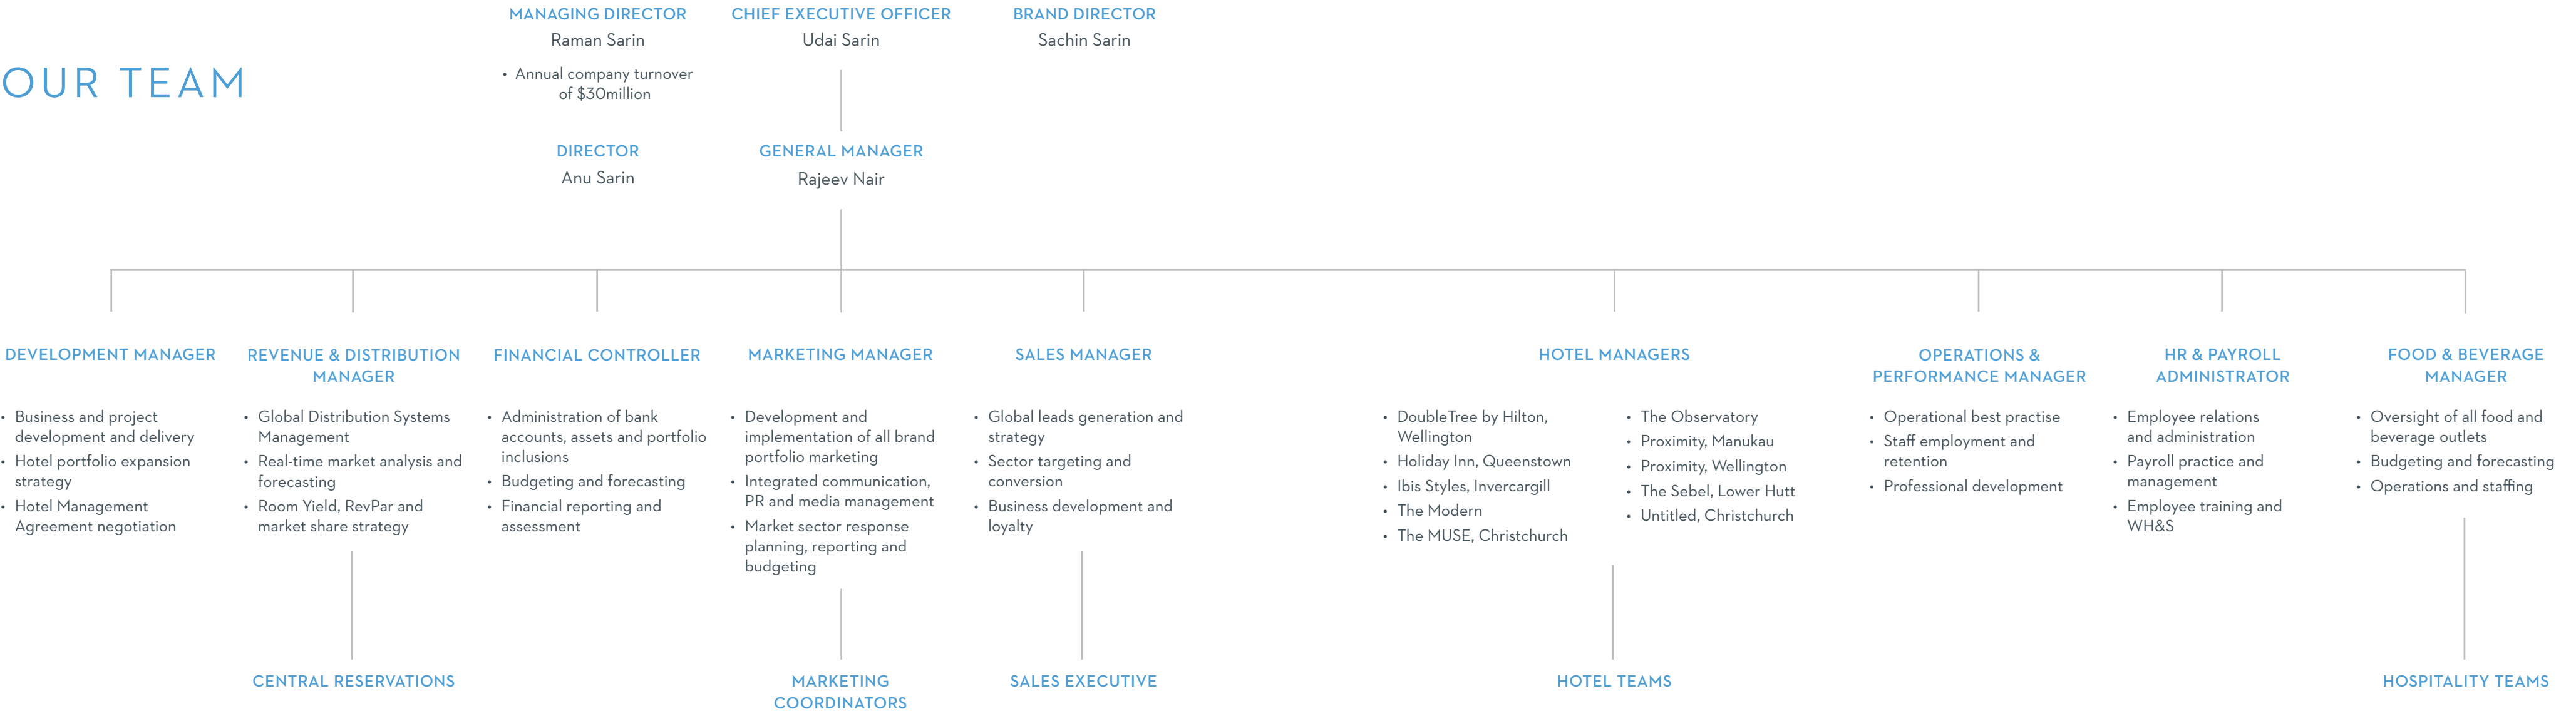 OUR TEAM
MANAGING DIRECTOR
Raman Sarin
• Annual company turnover
of $30million
CHIEF EXECUTIVE OFFICER
Udai Sarin
BRAND DIRECTOR
Sachin Sarin
DIRECTOR
Anu Sarin
GENERAL MANAGER
Rajeev Nair
DEVELOPMENT MANAGER
• Business and project
development and delivery
• Hotel portfolio expansion
strategy
• Hotel Management
Agreement negotiation
REVENUE & DISTRIBUTION
MANAGER
• Global Distribution Systems
Management
• Real-time market analysis and
forecasting
• Room Yield, RevPar and
market share strategy
CENTRAL RESERVATIONS
FINANCIAL CONTROLLER
• Administration of bank
accounts, assets and portfolio
inclusions
• Budgeting and forecasting
• Financial reporting and
assessment
MARKETING MANAGER
• Development and
implementation of all brand
portfolio marketing
• Integrated communication,
PR and media management
• Market sector response
planning, reporting and
budgeting
MARKETING
COORDINATORS
SALES MANAGER
• Global leads generation and
strategy
• Sector targeting and
conversion
• Business development and
loyalty
SALES EXECUTIVE
HOTEL MANAGERS
• DoubleTree by Hilton,
Wellington
• Holiday Inn, Queenstown
• Ibis Styles, Invercargill
• The Modern
• The MUSE, Christchurch
• The Observatory
• Proximity, Manukau
• Proximity, Wellington
• The Sebel, Lower Hutt
• Untitled, Christchurch
HOTEL TEAMS
OPERATIONS &
PERFORMANCE MANAGER
• Operational best practise
• Staff employment and
retention
• Professional development
HR & PAYROLL
ADMINISTRATOR
• Employee relations
and administration
• Payroll practice and
management
• Employee training and
WH&S
FOOD & BEVERAGE
MANAGER
• Oversight of all food and
beverage outlets
• Budgeting and forecasting
• Operations and staffing
HOSPITALITY TEAMS